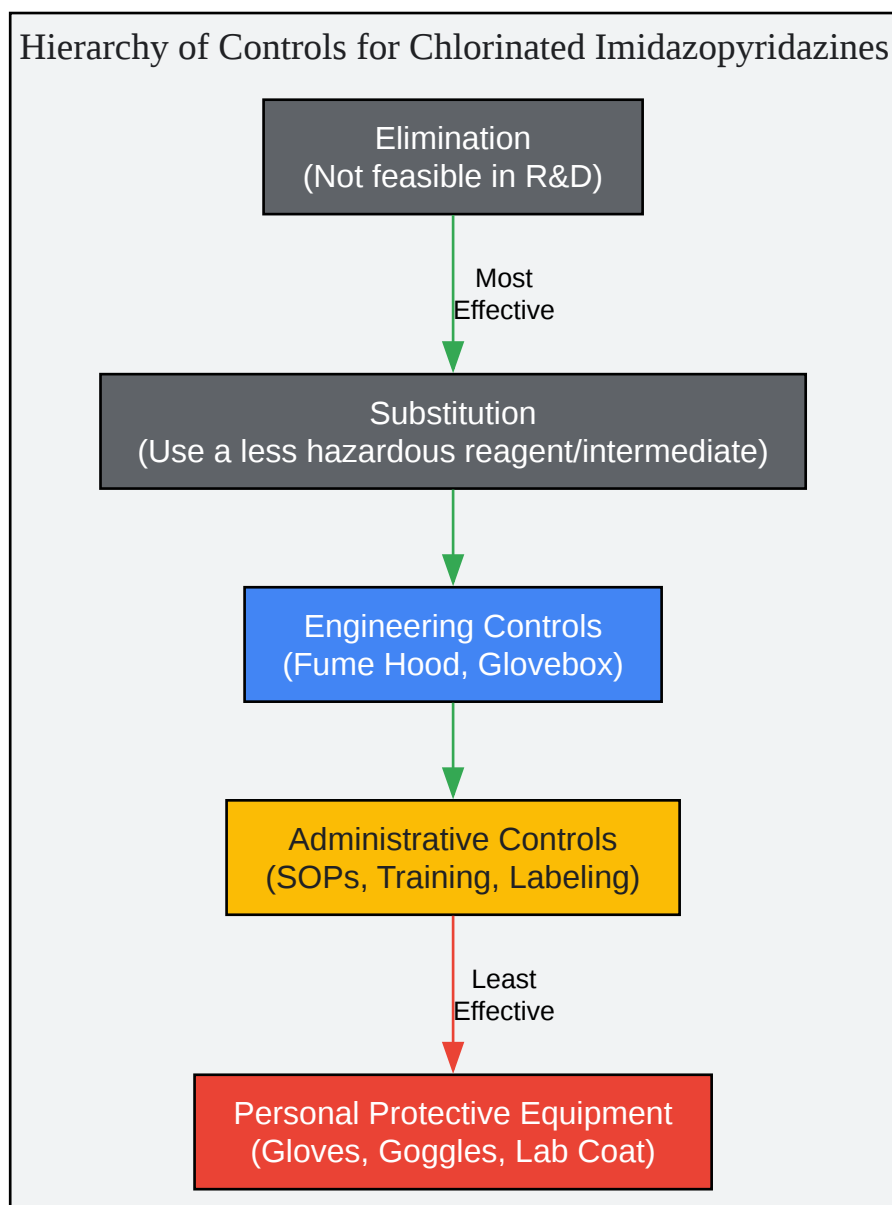 Hierarchy of Controls for Chlorinated Imidazopyridazines
Elimination
(Not feasible in R&D)
Most
Effective
Substitution
(Use a less hazardous reagent/intermediate)
Engineering Controls
(Fume Hood, Glovebox)
Administrative Controls
(SOPs, Training, Labeling)
Least
Effective
Personal Protective Equipment
(Gloves, Goggles, Lab Coat)